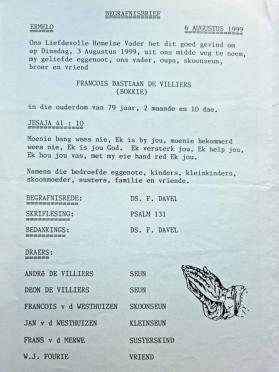 BEGRAFNISBRIEF
ERMELO 6 AUGUSTUS 1999
Ons Liefdevolle Hemelse Vader het dit goed gevind om
op Dinsdag, 3 Augustus 1999, uit ons midde weg te neem,
my geliefde eggenoot, ons vader, oupa, skoonseun,
broer en vriend
FRANCOIS BASTIAAN DE VILLIERS
(BOKKIE)
in die ouderdom van 79 jaar, 2 maande en 10 dae.
JESAJA 41 : 10
Moenie bang wees nie, Ek is by jou, moenie bekommerd
wees nie, Ek is jou God. Ek versterk jou, Ek help jou,
Ek hou jou vas, met my eie hand red Ek jou.
Namens die bedroefde eggenote, kinders, kleinkinders,
skoonmoeder, susters, familie en vriende.
BEGRAFNISREDE: DS. F. DAVEL
SKRIFLESING: PSALM 131
BEDANKINGS: DS. F. DAVEL
DRAERS:
ANDRÉ DE VILLIERS SEUN
DEON DE VILLIERS SEUN
FRANCOIS v d WESTHUIZEN SKOONSEUN
JAN v d WESTHUIZEN KLEINSEUN
FRANS v d MERWE SUSTERSKIND
W.J. FOURIE VRIEND